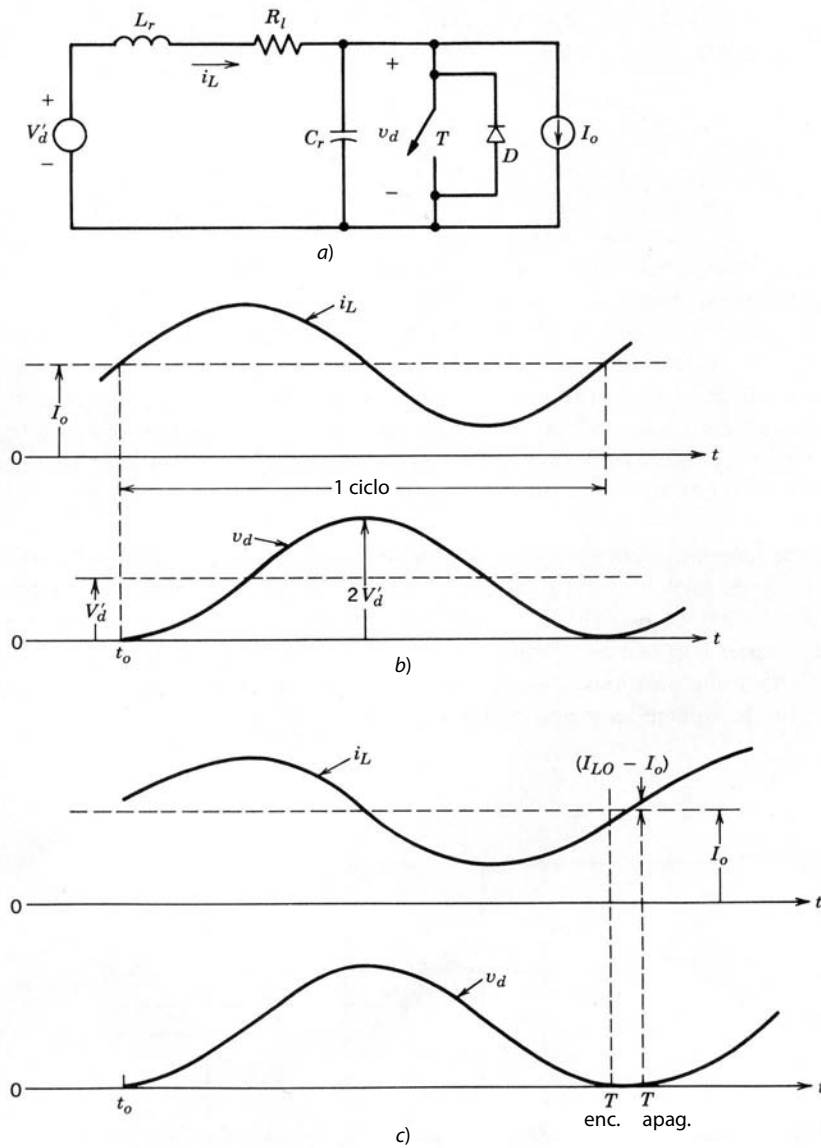 L_r
R_l
i_L
+
V'_d
−
C_r
+
v_d
−
T
D
I_o
a)
i_L
I_o
0
t
1 ciclo
v_d
V'_d
2V'_d
0
t_o
t
b)
i_L
(I_LO − I_o)
I_o
0
t
v_d
0
t_o
T T
t
enc. apag.
c)